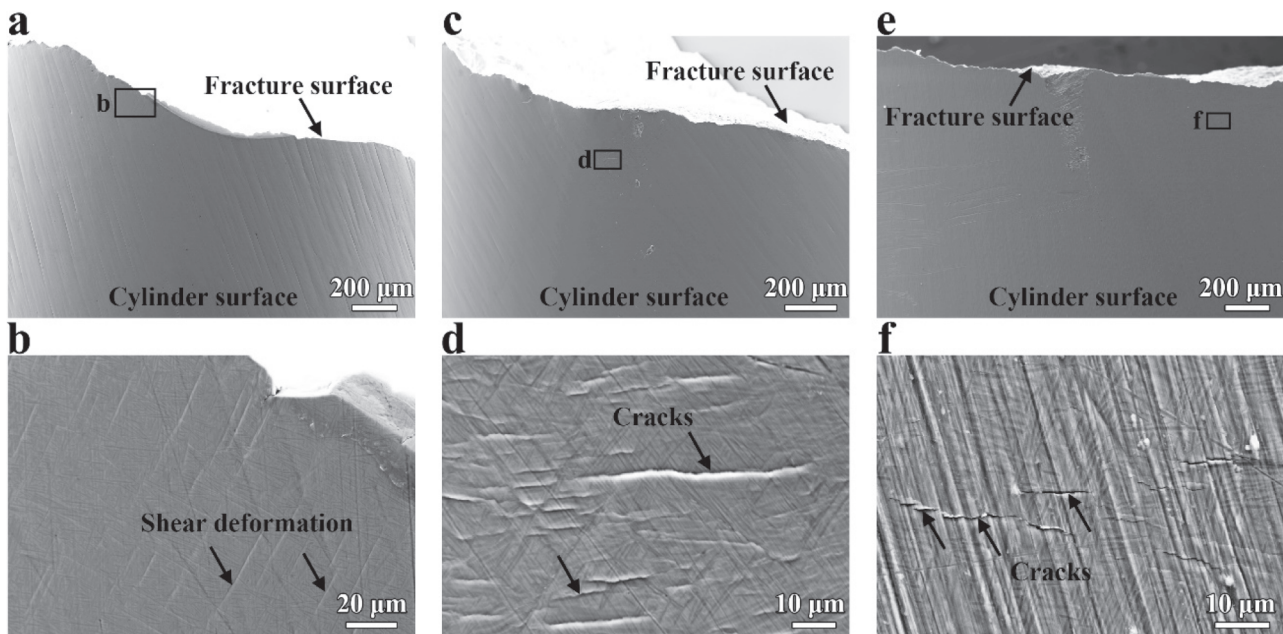 a
b
Fracture surface
Cylinder surface
200 μm
c
d
Fracture surface
Cylinder surface
200 μm
e
f
Fracture surface
Cylinder surface
200 μm
b
Shear deformation
20 μm
d
Cracks
10 μm
f
Cracks
10 μm